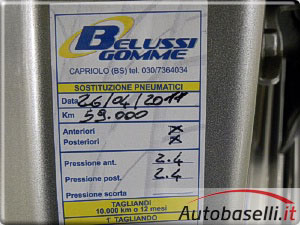 BELUSSI
GOMME
CAPRIOLO (BS) tel. 030/7364034
SOSTITUZIONE PNEUMATICI
Data 26/04/2011
Km 59.000
Anteriori X
Posteriori X
Pressione ant. 2.4
Pressione post. 2.4
Pressione scorta
TAGLIANDI
10.000 km o 12 mesi
1° TAGLIANDO
Autobaselli.it